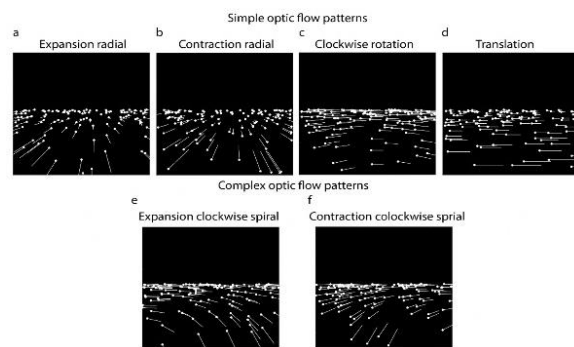 Simple optic flow patterns
a b c d
Expansion radial Contraction radial Clockwise rotation Translation
Complex optic flow patterns
e f
Expansion clockwise spiral Contraction colockwise sprial